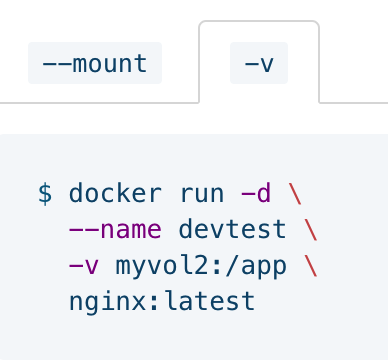 --mount
-v
$ docker run -d \
--name devtest \
-v myvol2:/app \
nginx:latest